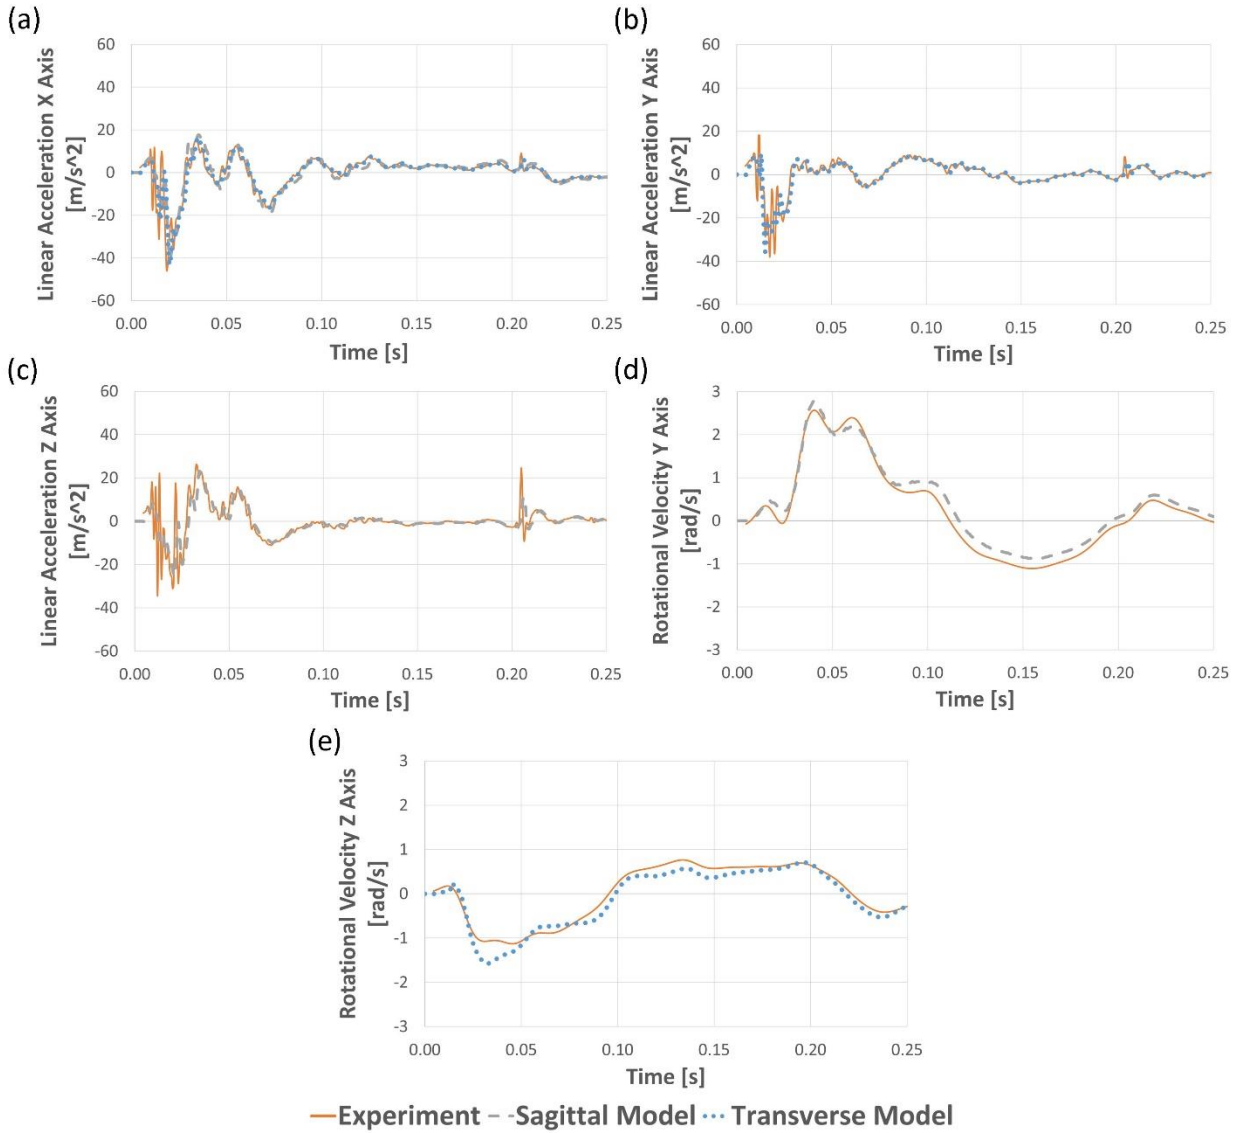 (a)
Linear Acceleration X Axis
[m/s^2]
60
40
20
0
-20
-40
-60
0.00 0.05 0.10 0.15 0.20 0.25
Time [s]
(b)
Linear Acceleration Y Axis
[m/s^2]
60
40
20
0
-20
-40
-60
0.00 0.05 0.10 0.15 0.20 0.25
Time [s]
(c)
Linear Acceleration Z Axis
[m/s^2]
60
40
20
0
-20
-40
-60
0.00 0.05 0.10 0.15 0.20 0.25
Time [s]
(d)
Rotational Velocity Y Axis
[rad/s]
3
2
1
0
-1
-2
-3
0.00 0.05 0.10 0.15 0.20 0.25
Time [s]
(e)
Rotational Velocity Z Axis
[rad/s]
3
2
1
0
-1
-2
-3
0.00 0.05 0.10 0.15 0.20 0.25
Time [s]
Experiment Sagittal Model Transverse Model